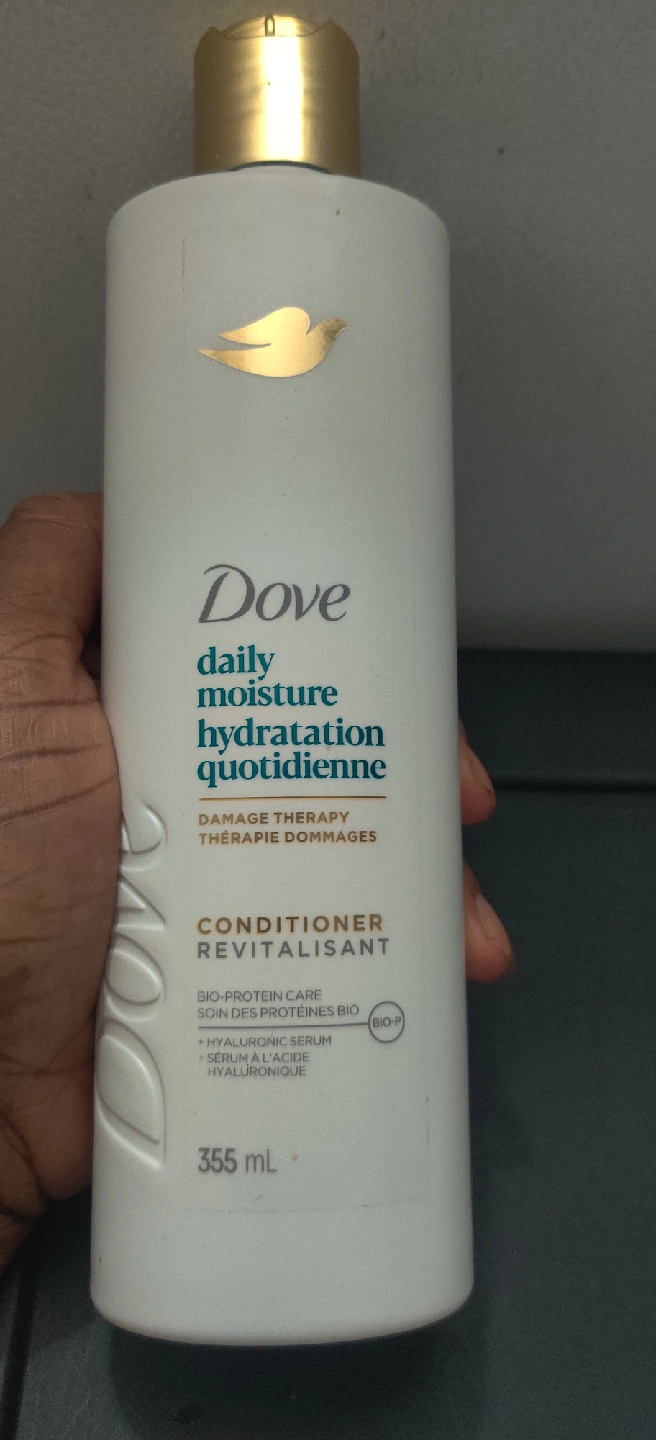 Dove
daily
moisture
hydratation
quotidienne
DAMAGE THERAPY
THÉRAPIE DOMMAGES
CONDITIONER
REVITALISANT
BIO-PROTEIN CARE
SOIN DES PROTÉINES BIO
BIO-P
+ HYALURONIC SERUM
+ SÉRUM À L'ACIDE
HYALURONIQUE
355 mL
Dove